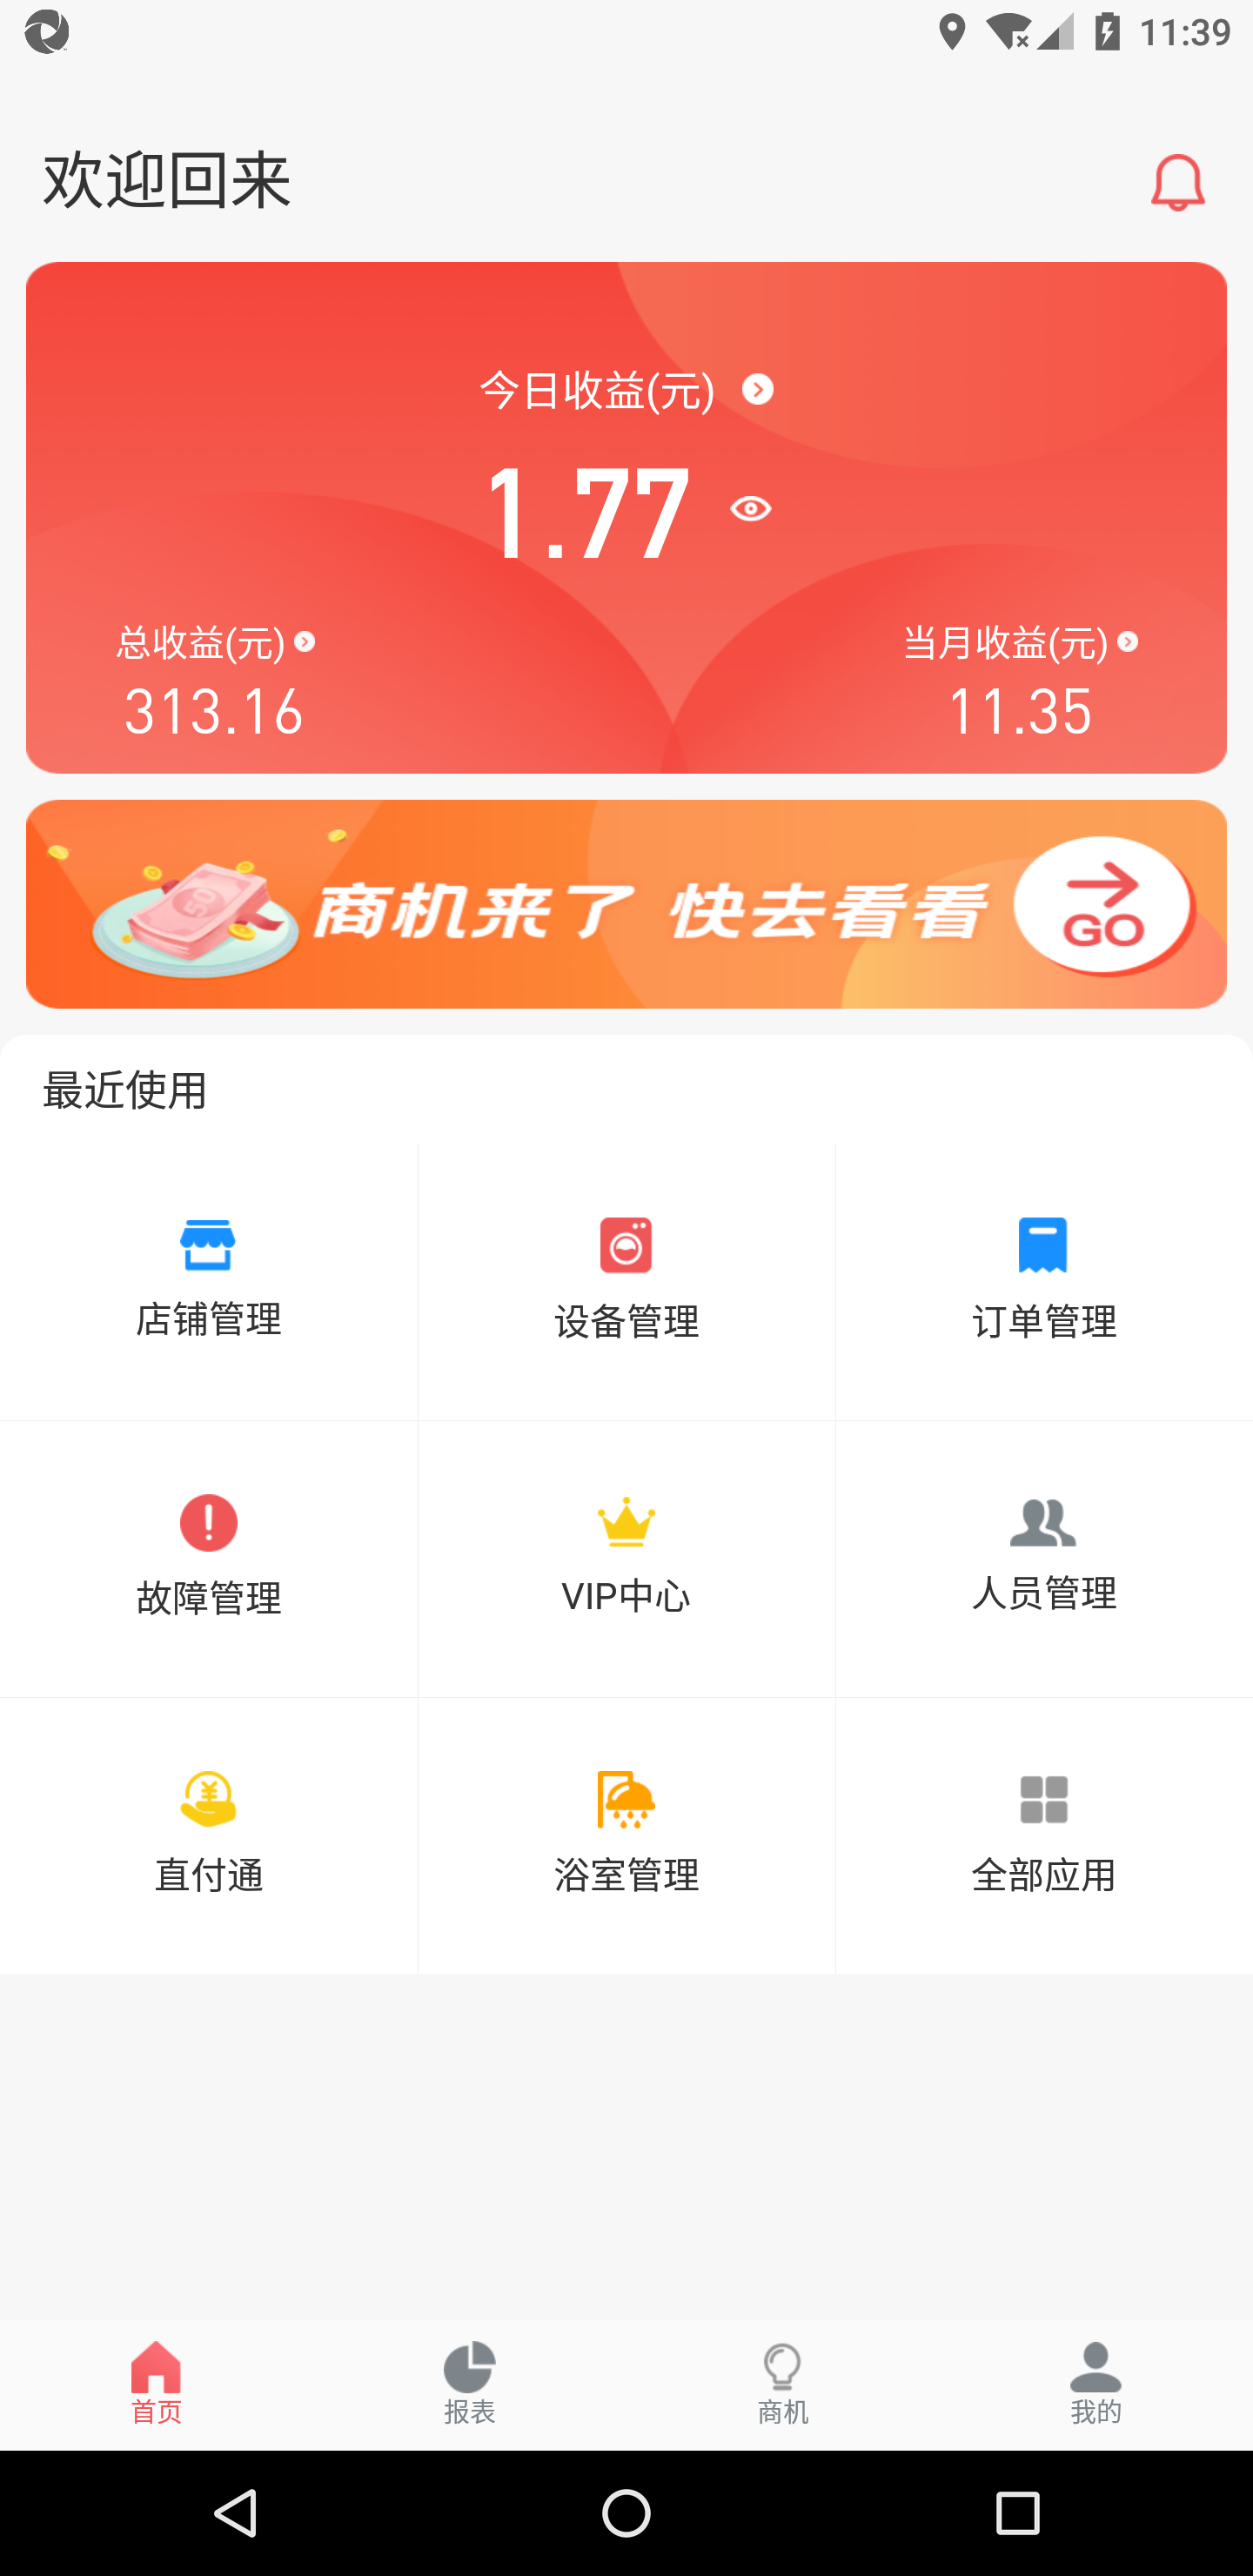 11:39
欢迎回来
今日收益(元)
1.77
总收益(元)
当月收益(元)
313.16
11.35
50
商机来了 快去看看
GO
最近使用
店铺管理
设备管理
订单管理
故障管理
VIP中心
人员管理
直付通
浴室管理
全部应用
首页
报表
商机
我的